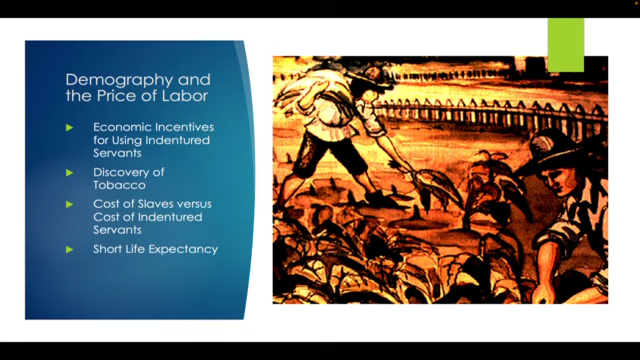 Demography and
the Price of Labor
Economic Incentives
for Using Indentured
Servants
Discovery of
Tobacco
Cost of Slaves versus
Cost of Indentured
Servants
Short Life Expectancy